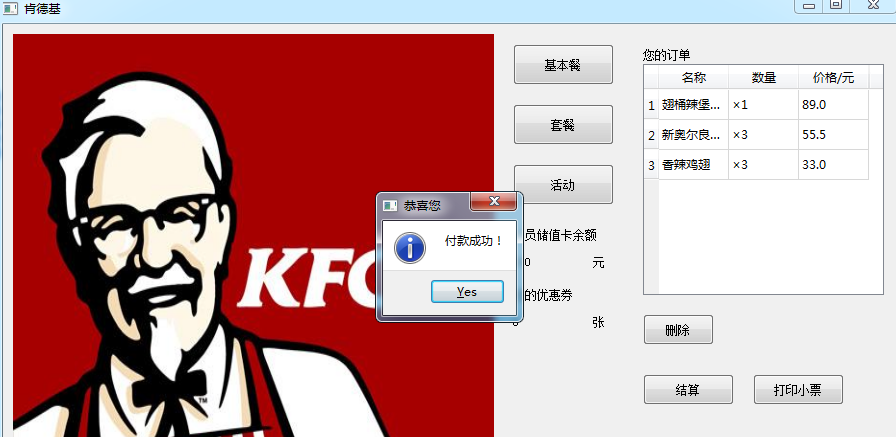 肯德基
KFC
TM
基本餐
套餐
活动
员储值卡余额
0 元
的优惠券
张
您的订单
名称 数量 价格/元
1 翅桶辣堡... ×1 89.0
2 新奥尔良... ×3 55.5
3 香辣鸡翅 ×3 33.0
删除
结算 打印小票
恭喜您
付款成功！
Yes